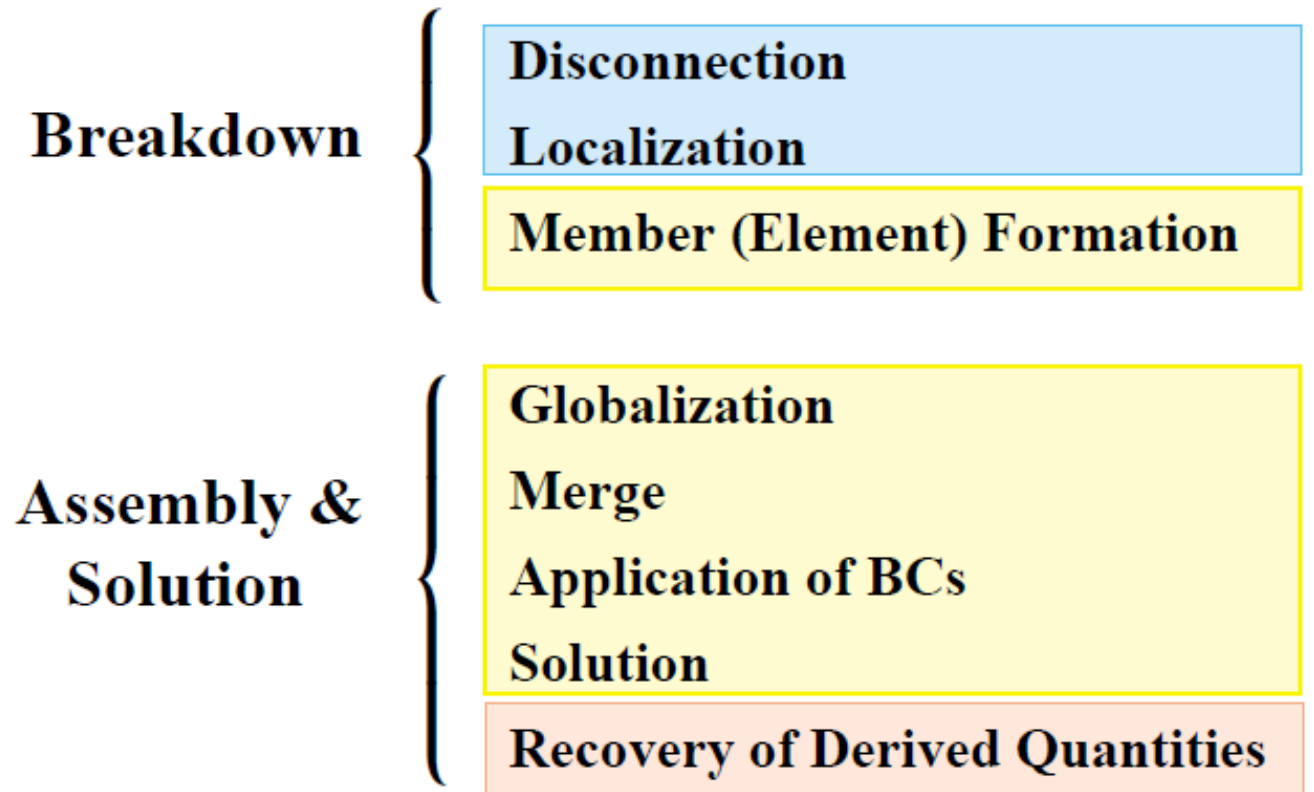 Breakdown
Disconnection
Localization
Member (Element) Formation
Assembly &
Solution
Globalization
Merge
Application of BCs
Solution
Recovery of Derived Quantities